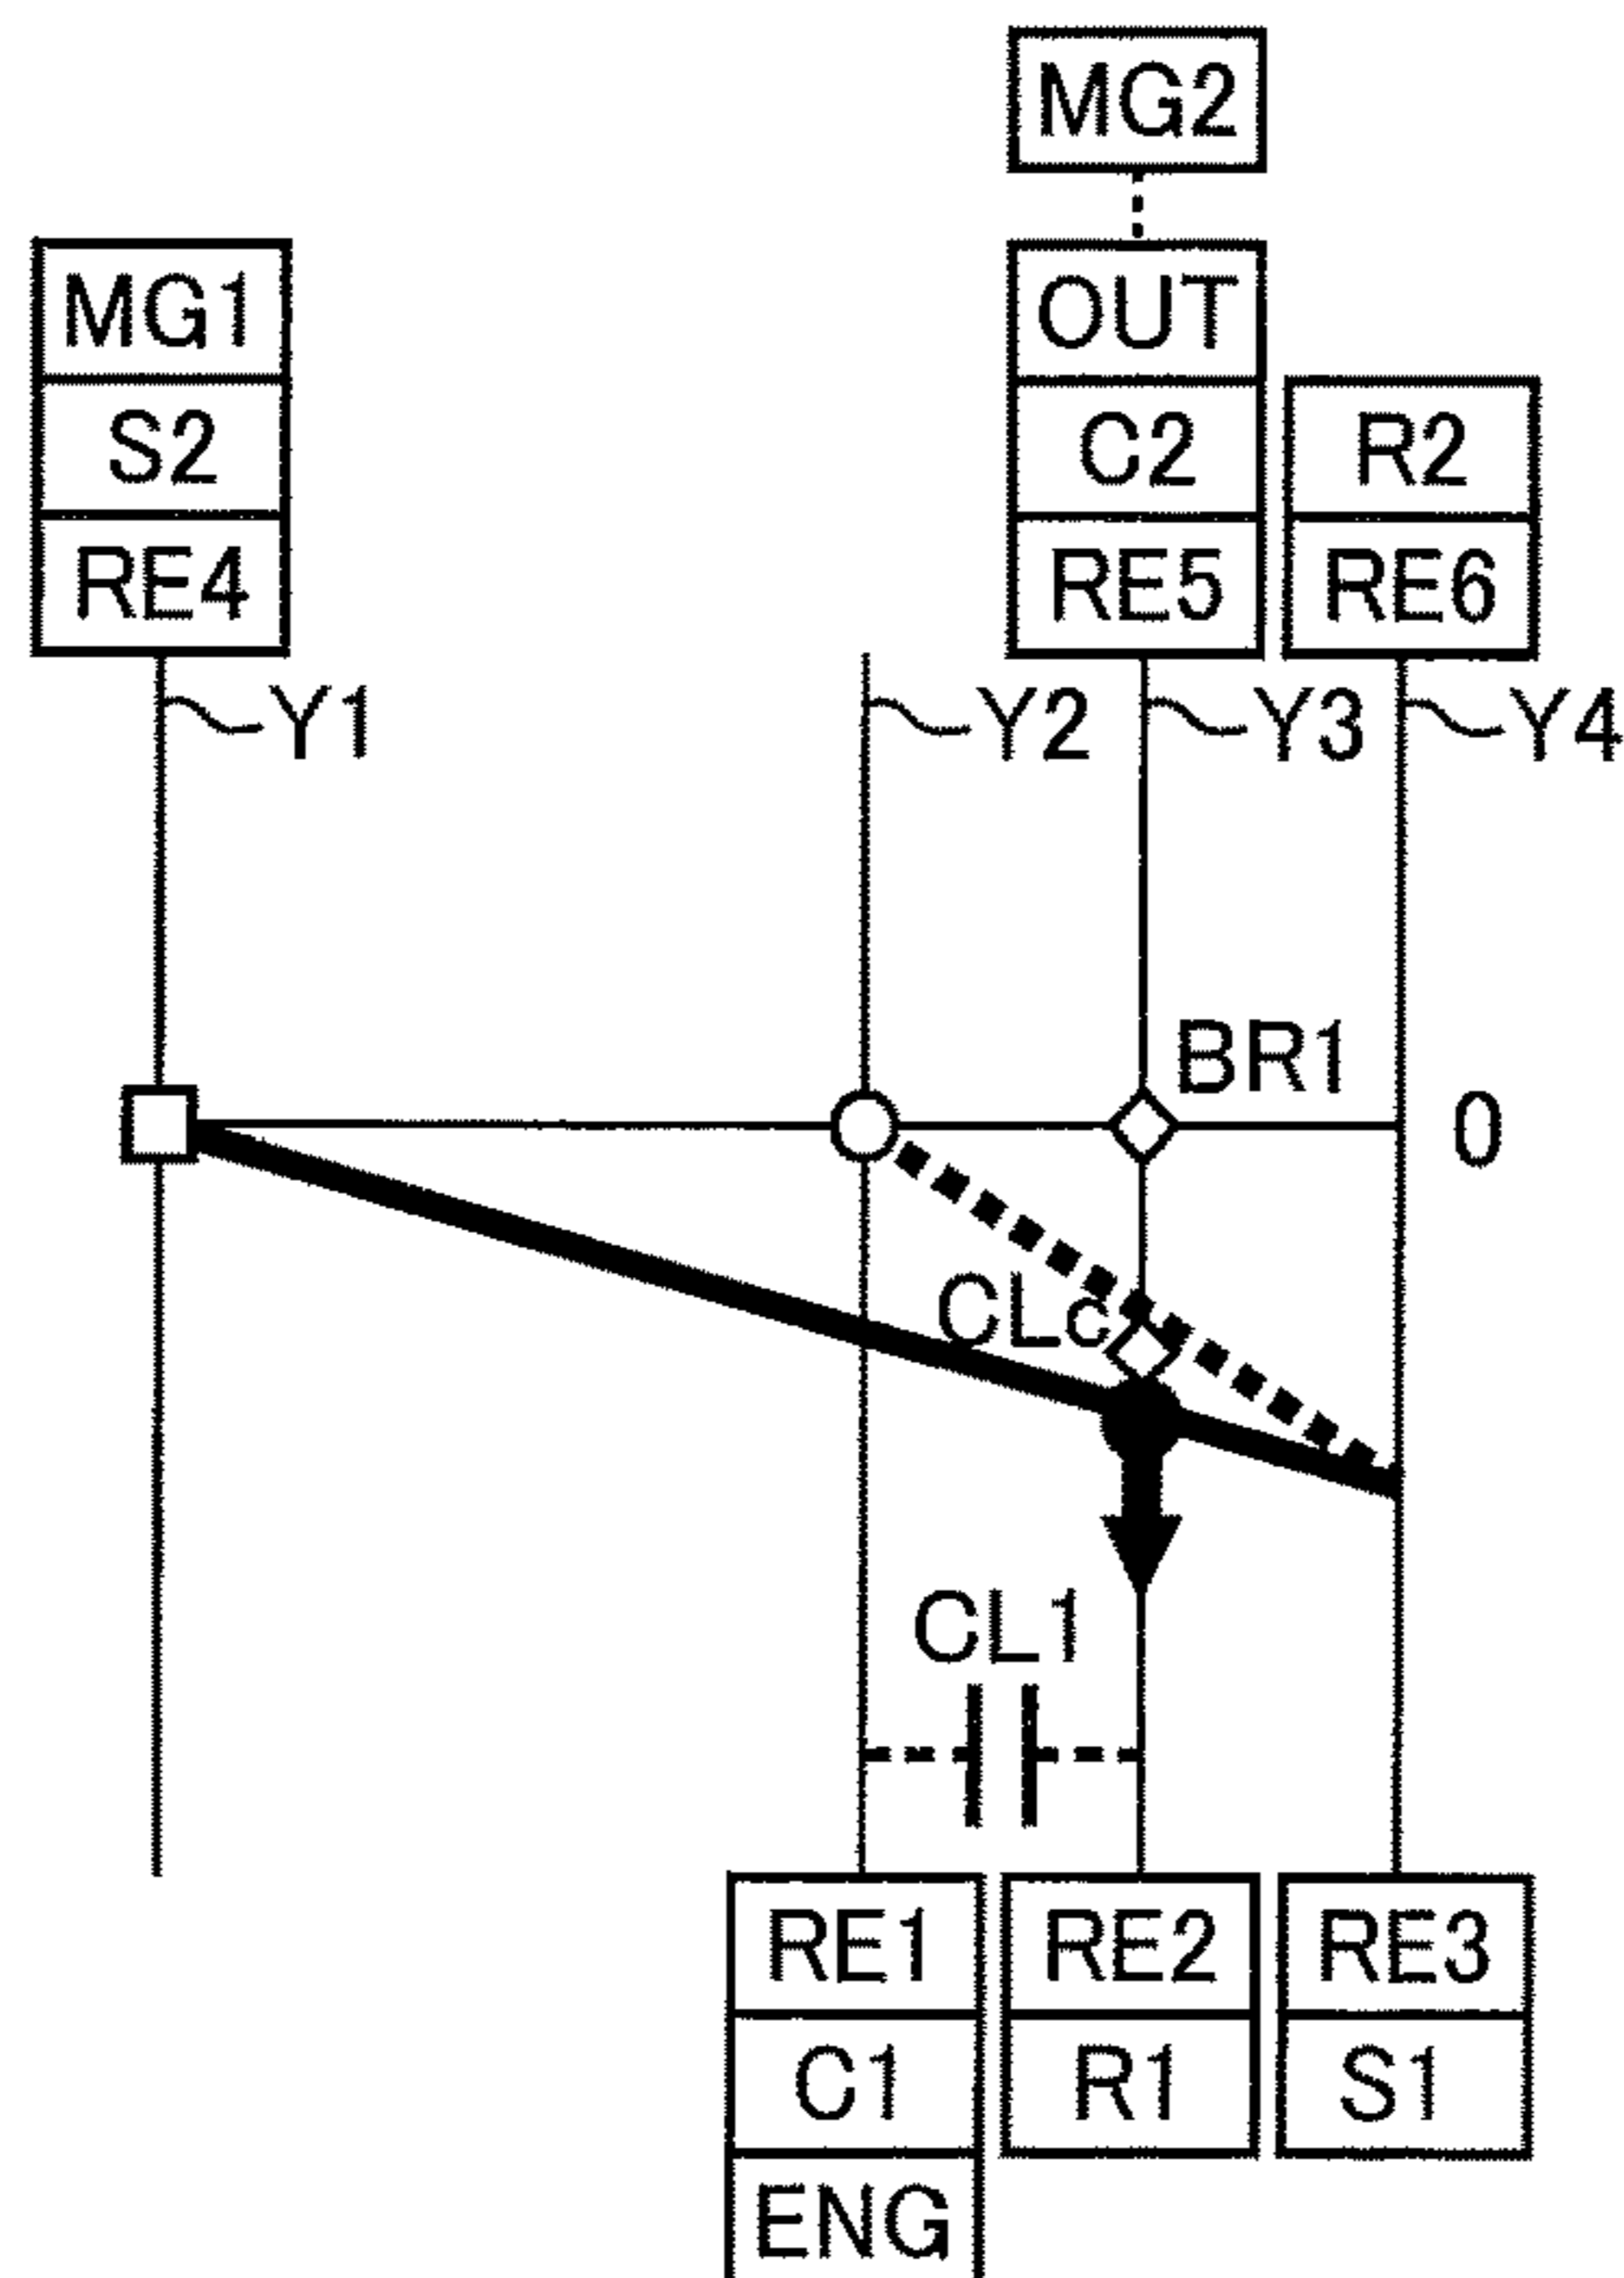 MG2
MG1
OUT
S2
C2
R2
RE4
RE5
RE6
Y1
Y2
Y3
Y4
BR1
0
CLc
CL1
RE1
RE2
RE3
C1
R1
S1
ENG